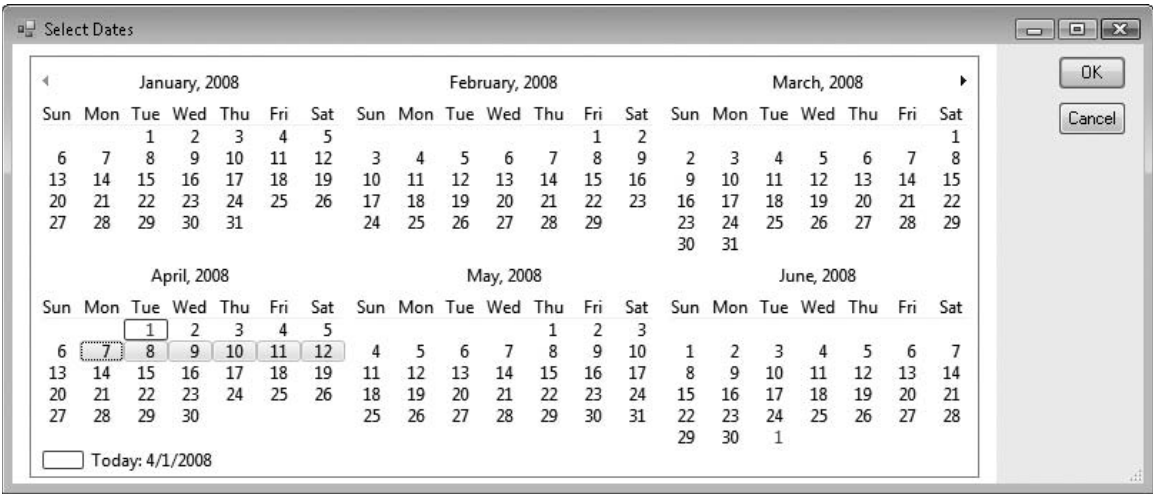 Select Dates
OK
Cancel
January, 2008 February, 2008 March, 2008
Sun Mon Tue Wed Thu Fri Sat Sun Mon Tue Wed Thu Fri Sat Sun Mon Tue Wed Thu Fri Sat
1 2 3 4 5 1 2 1
6 7 8 9 10 11 12 3 4 5 6 7 8 9 2 3 4 5 6 7 8
13 14 15 16 17 18 19 10 11 12 13 14 15 16 9 10 11 12 13 14 15
20 21 22 23 24 25 26 17 18 19 20 21 22 23 16 17 18 19 20 21 22
27 28 29 30 31 24 25 26 27 28 29 23 24 25 26 27 28 29
30 31
April, 2008 May, 2008 June, 2008
Sun Mon Tue Wed Thu Fri Sat Sun Mon Tue Wed Thu Fri Sat Sun Mon Tue Wed Thu Fri Sat
1 2 3 4 5 1 2 3
6 7 8 9 10 11 12 4 5 6 7 8 9 10 1 2 3 4 5 6 7
13 14 15 16 17 18 19 11 12 13 14 15 16 17 8 9 10 11 12 13 14
20 21 22 23 24 25 26 18 19 20 21 22 23 24 15 16 17 18 19 20 21
27 28 29 30 25 26 27 28 29 30 31 22 23 24 25 26 27 28
29 30 1
Today: 4/1/2008